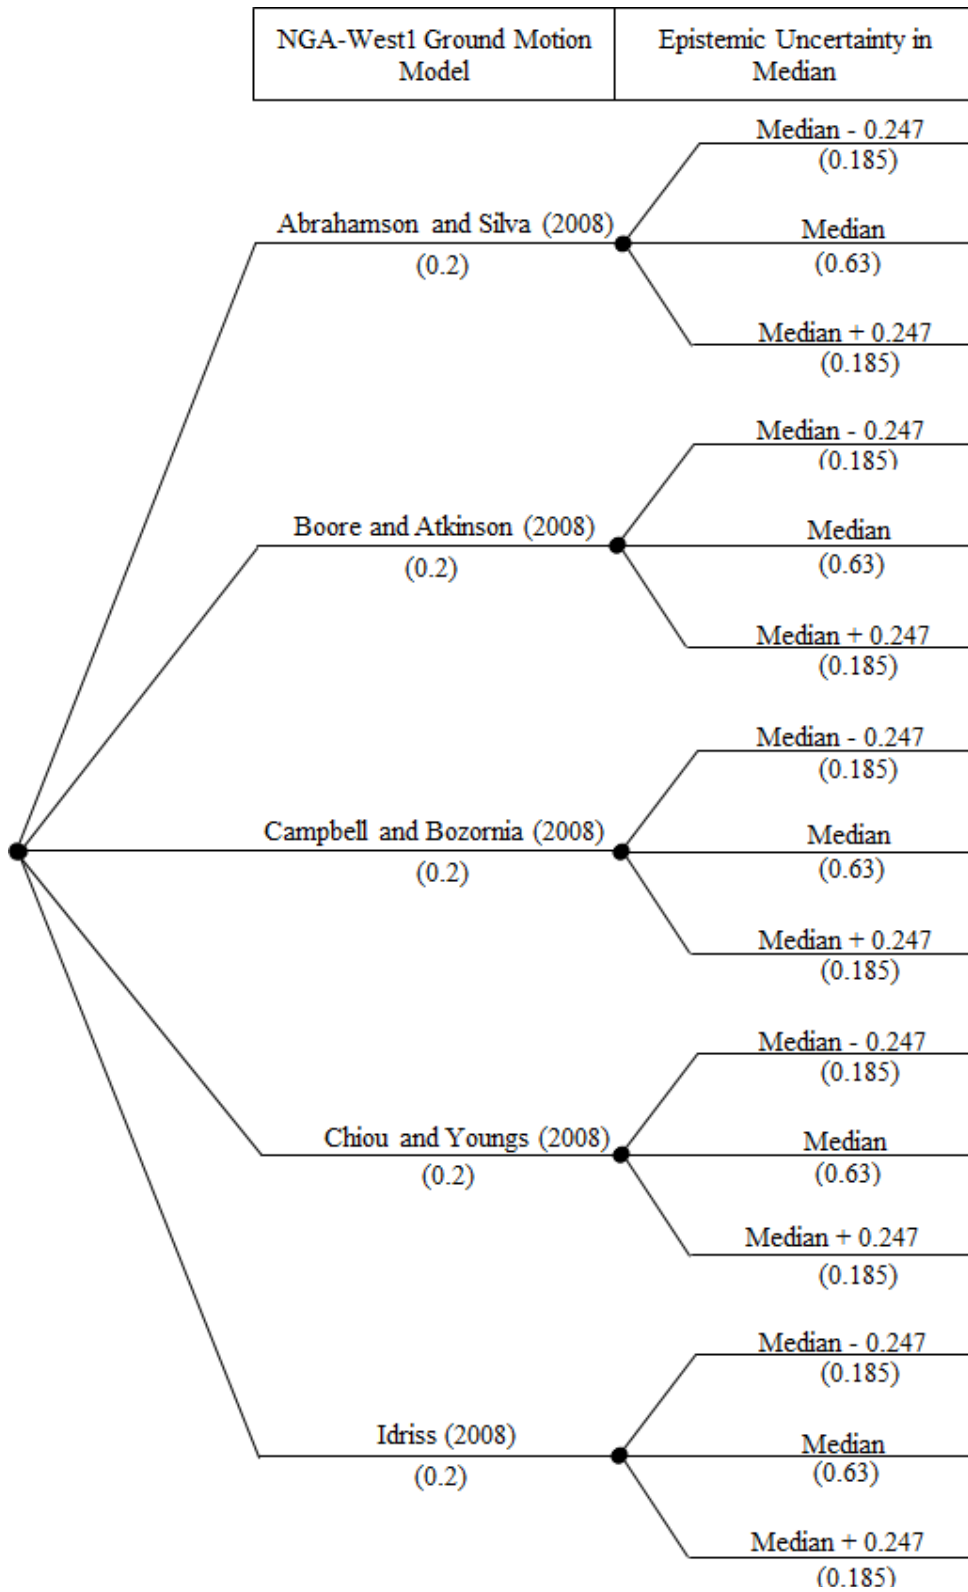 NGA-West1 Ground Motion
Model
Epistemic Uncertainty in
Median
Median - 0.247
(0.185)
Abrahamson and Silva (2008)
(0.2)
Median
(0.63)
Median + 0.247
(0.185)
Median - 0.247
(0.185)
Boore and Atkinson (2008)
(0.2)
Median
(0.63)
Median + 0.247
(0.185)
Median - 0.247
(0.185)
Campbell and Bozornia (2008)
(0.2)
Median
(0.63)
Median + 0.247
(0.185)
Median - 0.247
(0.185)
Chiou and Youngs (2008)
(0.2)
Median
(0.63)
Median + 0.247
(0.185)
Median - 0.247
(0.185)
Idriss (2008)
(0.2)
Median
(0.63)
Median + 0.247
(0.185)